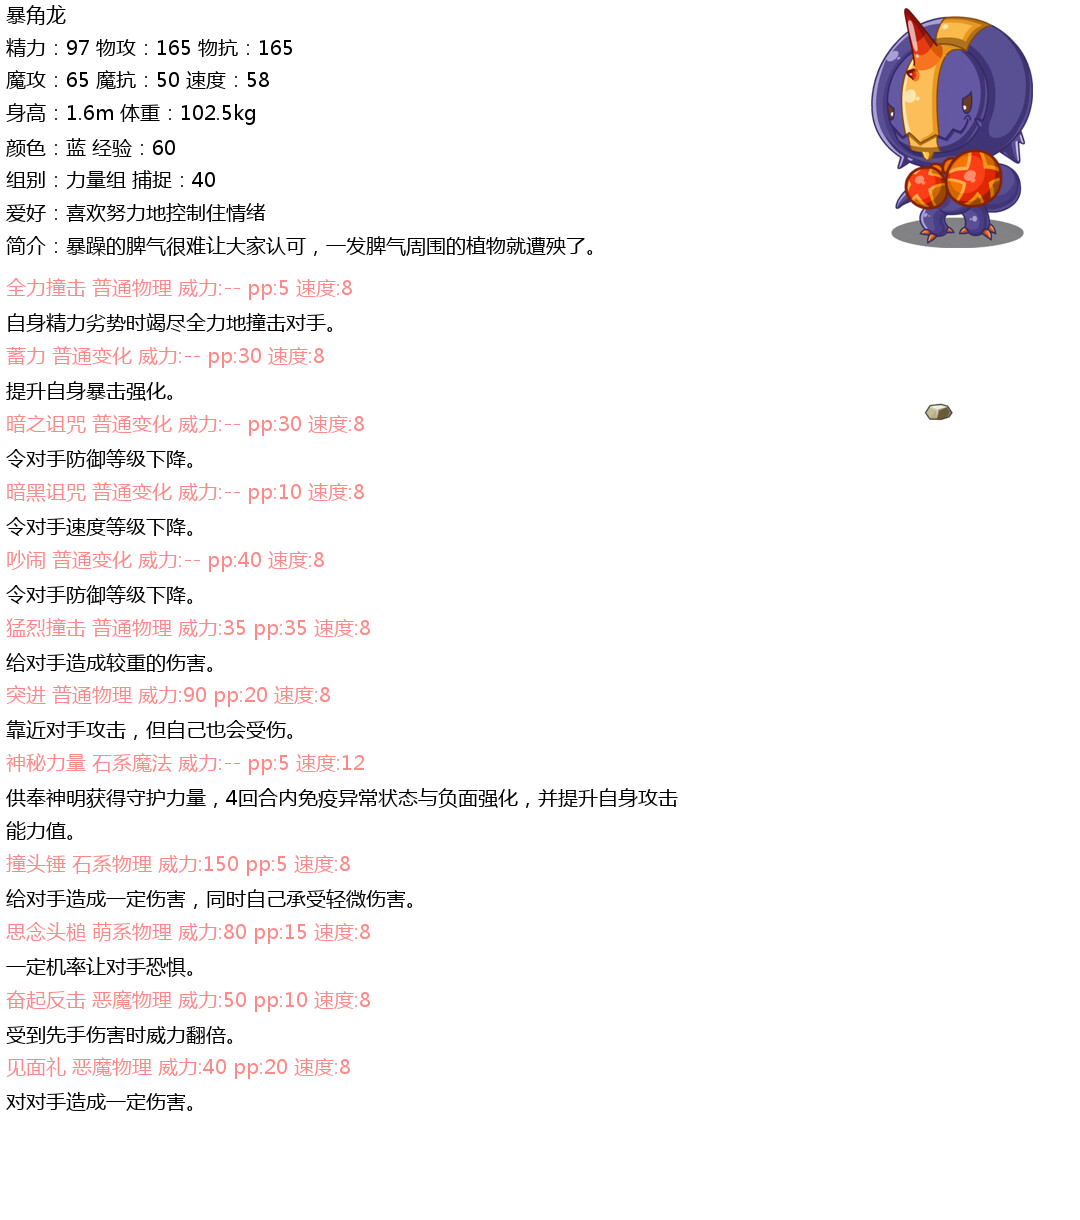 暴角龙
精力：97 物攻：165 物抗：165
魔攻：65 魔抗：50 速度：58
身高：1.6m 体重：102.5kg
颜色：蓝 经验：60
组别：力量组 捕捉：40
爱好：喜欢努力地控制住情绪
简介：暴躁的脾气很难让大家认可，一发脾气周围的植物就遭殃了。
全力撞击 普通物理 威力:-- pp:5 速度:8
自身精力劣势时竭尽全力地撞击对手。
蓄力 普通变化 威力:-- pp:30 速度:8
提升自身暴击强化。
暗之诅咒 普通变化 威力:-- pp:30 速度:8
令对手防御等级下降。
暗黑诅咒 普通变化 威力:-- pp:10 速度:8
令对手速度等级下降。
吵闹 普通变化 威力:-- pp:40 速度:8
令对手防御等级下降。
猛烈撞击 普通物理 威力:35 pp:35 速度:8
给对手造成较重的伤害。
突进 普通物理 威力:90 pp:20 速度:8
靠近对手攻击，但自己也会受伤。
神秘力量 石系魔法 威力:-- pp:5 速度:12
供奉神明获得守护力量，4回合内免疫异常状态与负面强化，并提升自身攻击
能力值。
撞头锤 石系物理 威力:150 pp:5 速度:8
给对手造成一定伤害，同时自己承受轻微伤害。
思念头槌 萌系物理 威力:80 pp:15 速度:8
一定机率让对手恐惧。
奋起反击 恶魔物理 威力:50 pp:10 速度:8
受到先手伤害时威力翻倍。
见面礼 恶魔物理 威力:40 pp:20 速度:8
对对手造成一定伤害。